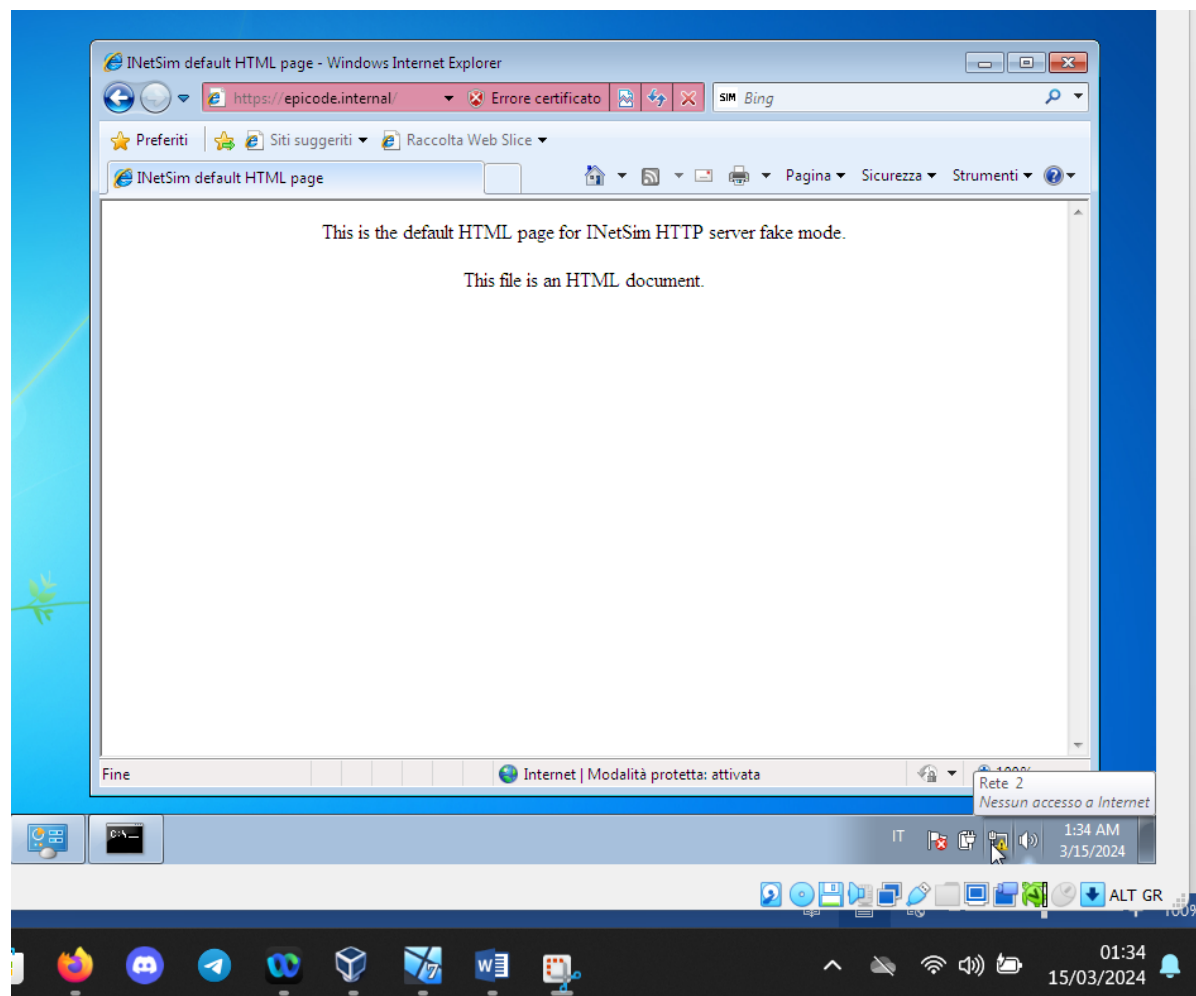 INetSim default HTML page - Windows Internet Explorer
https://epicode.internal/ Errore certificato SIM Bing
Preferiti Siti suggeriti Raccolta Web Slice
INetSim default HTML page Pagina Sicurezza Strumenti
This is the default HTML page for INetSim HTTP server fake mode.
This file is an HTML document.
Fine Internet | Modalità protetta: attivata
Rete 2
Nessun accesso a Internet
C:\_
IT 1:34 AM
3/15/2024
ALT GR
01:34
15/03/2024